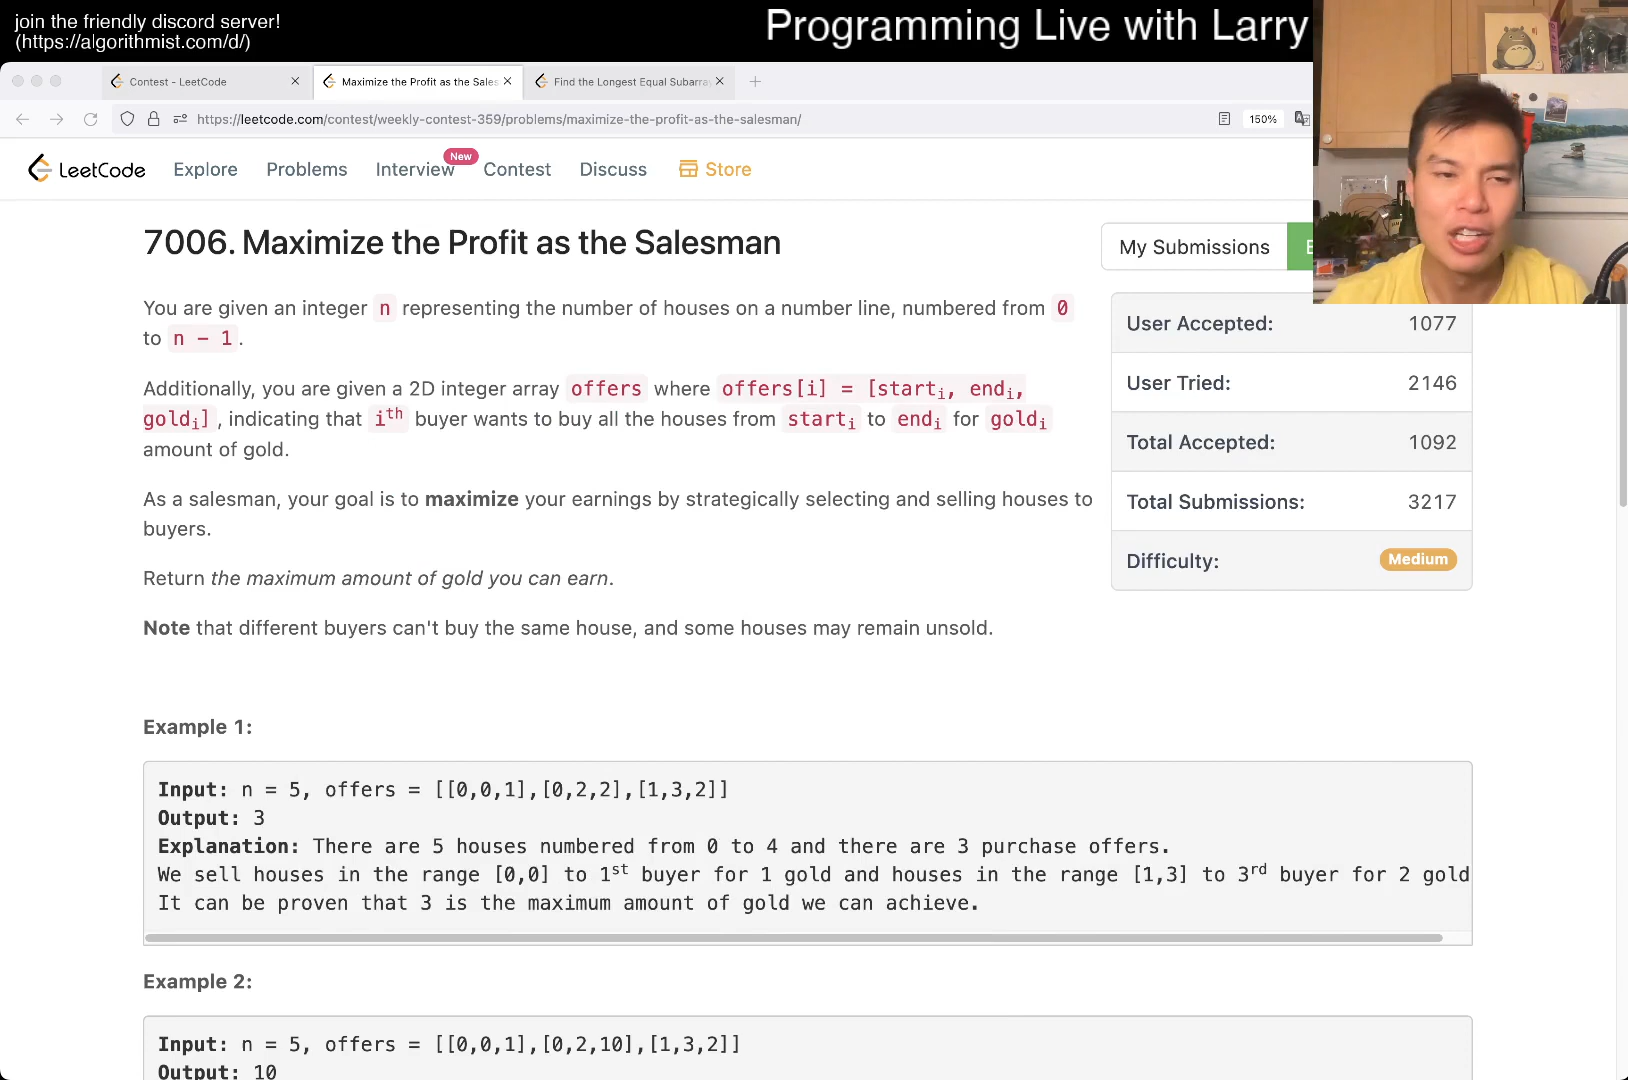 join the friendly discord server!
(https://algorithmist.com/d/)
Programming Live with Larry
Contest - LeetCode
Maximize the Profit as the Sales
Find the Longest Equal Subarray
https://leetcode.com/contest/weekly-contest-359/problems/maximize-the-profit-as-the-salesman/
150%
LeetCode
Explore
Problems
Interview
New
Contest
Discuss
Store
7006. Maximize the Profit as the Salesman
My Submissions
You are given an integer n representing the number of houses on a number line, numbered from 0
to n - 1.
Additionally, you are given a 2D integer array offers where offers[i] = [starti, endi,
goldi], indicating that ith buyer wants to buy all the houses from starti to endi for goldi
amount of gold.
As a salesman, your goal is to maximize your earnings by strategically selecting and selling houses to
buyers.
Return the maximum amount of gold you can earn.
Note that different buyers can't buy the same house, and some houses may remain unsold.
User Accepted: 1077
User Tried: 2146
Total Accepted: 1092
Total Submissions: 3217
Difficulty: Medium
Example 1:
Input: n = 5, offers = [[0,0,1],[0,2,2],[1,3,2]]
Output: 3
Explanation: There are 5 houses numbered from 0 to 4 and there are 3 purchase offers.
We sell houses in the range [0,0] to 1st buyer for 1 gold and houses in the range [1,3] to 3rd buyer for 2 gold
It can be proven that 3 is the maximum amount of gold we can achieve.
Example 2:
Input: n = 5, offers = [[0,0,1],[0,2,10],[1,3,2]]
Output: 10